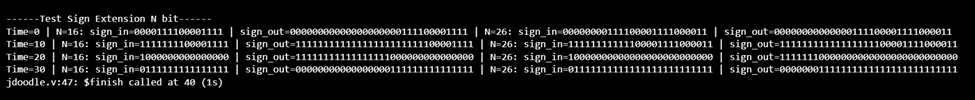 ------Test Sign Extension N bit------
Time=0 | N=16: sign_in=0000111100001111 | sign_out=00000000000000000000111100001111 | N=26: sign_in=00000000111100001111000011 | sign_out=00000000000000111100001111000011
Time=10 | N=16: sign_in=1111111100001111 | sign_out=11111111111111111111111100001111 | N=26: sign_in=11111111111100001111000011 | sign_out=11111111111111111100001111000011
Time=20 | N=16: sign_in=1000000000000000 | sign_out=11111111111111111000000000000000 | N=26: sign_in=10000000000000000000000000 | sign_out=11111110000000000000000000000000
Time=30 | N=16: sign_in=0111111111111111 | sign_out=00000000000000000111111111111111 | N=26: sign_in=01111111111111111111111111 | sign_out=00000001111111111111111111111111
jdoodle.v:47: $finish called at 40 (1s)